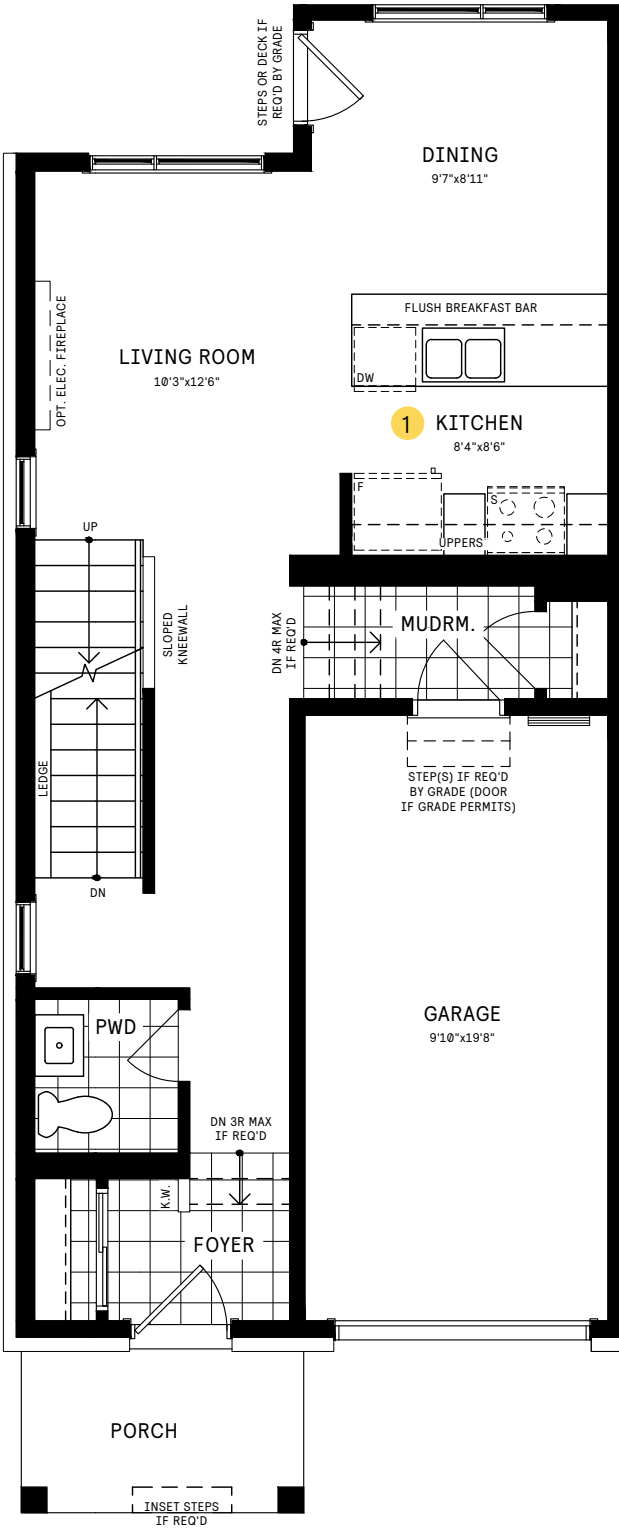 STEPS OR DECK IF
REQ'D BY GRADE
DINING
9'7"x8'11"
FLUSH BREAKFAST BAR
OPT. ELEC. FIREPLACE
LIVING ROOM
10'3"x12'6"
DW
1 KITCHEN
8'4"x8'6"
F
S
UPPERS
UP
SLOPED
KNEEWALL
DN 4R MAX
IF REQ'D
MUDRM.
LEDGE
STEP(S) IF REQ'D
BY GRADE (DOOR
IF GRADE PERMITS)
DN
GARAGE
9'10"x19'8"
PWD
DN 3R MAX
IF REQ'D
K.W.
FOYER
PORCH
INSET STEPS
IF REQ'D